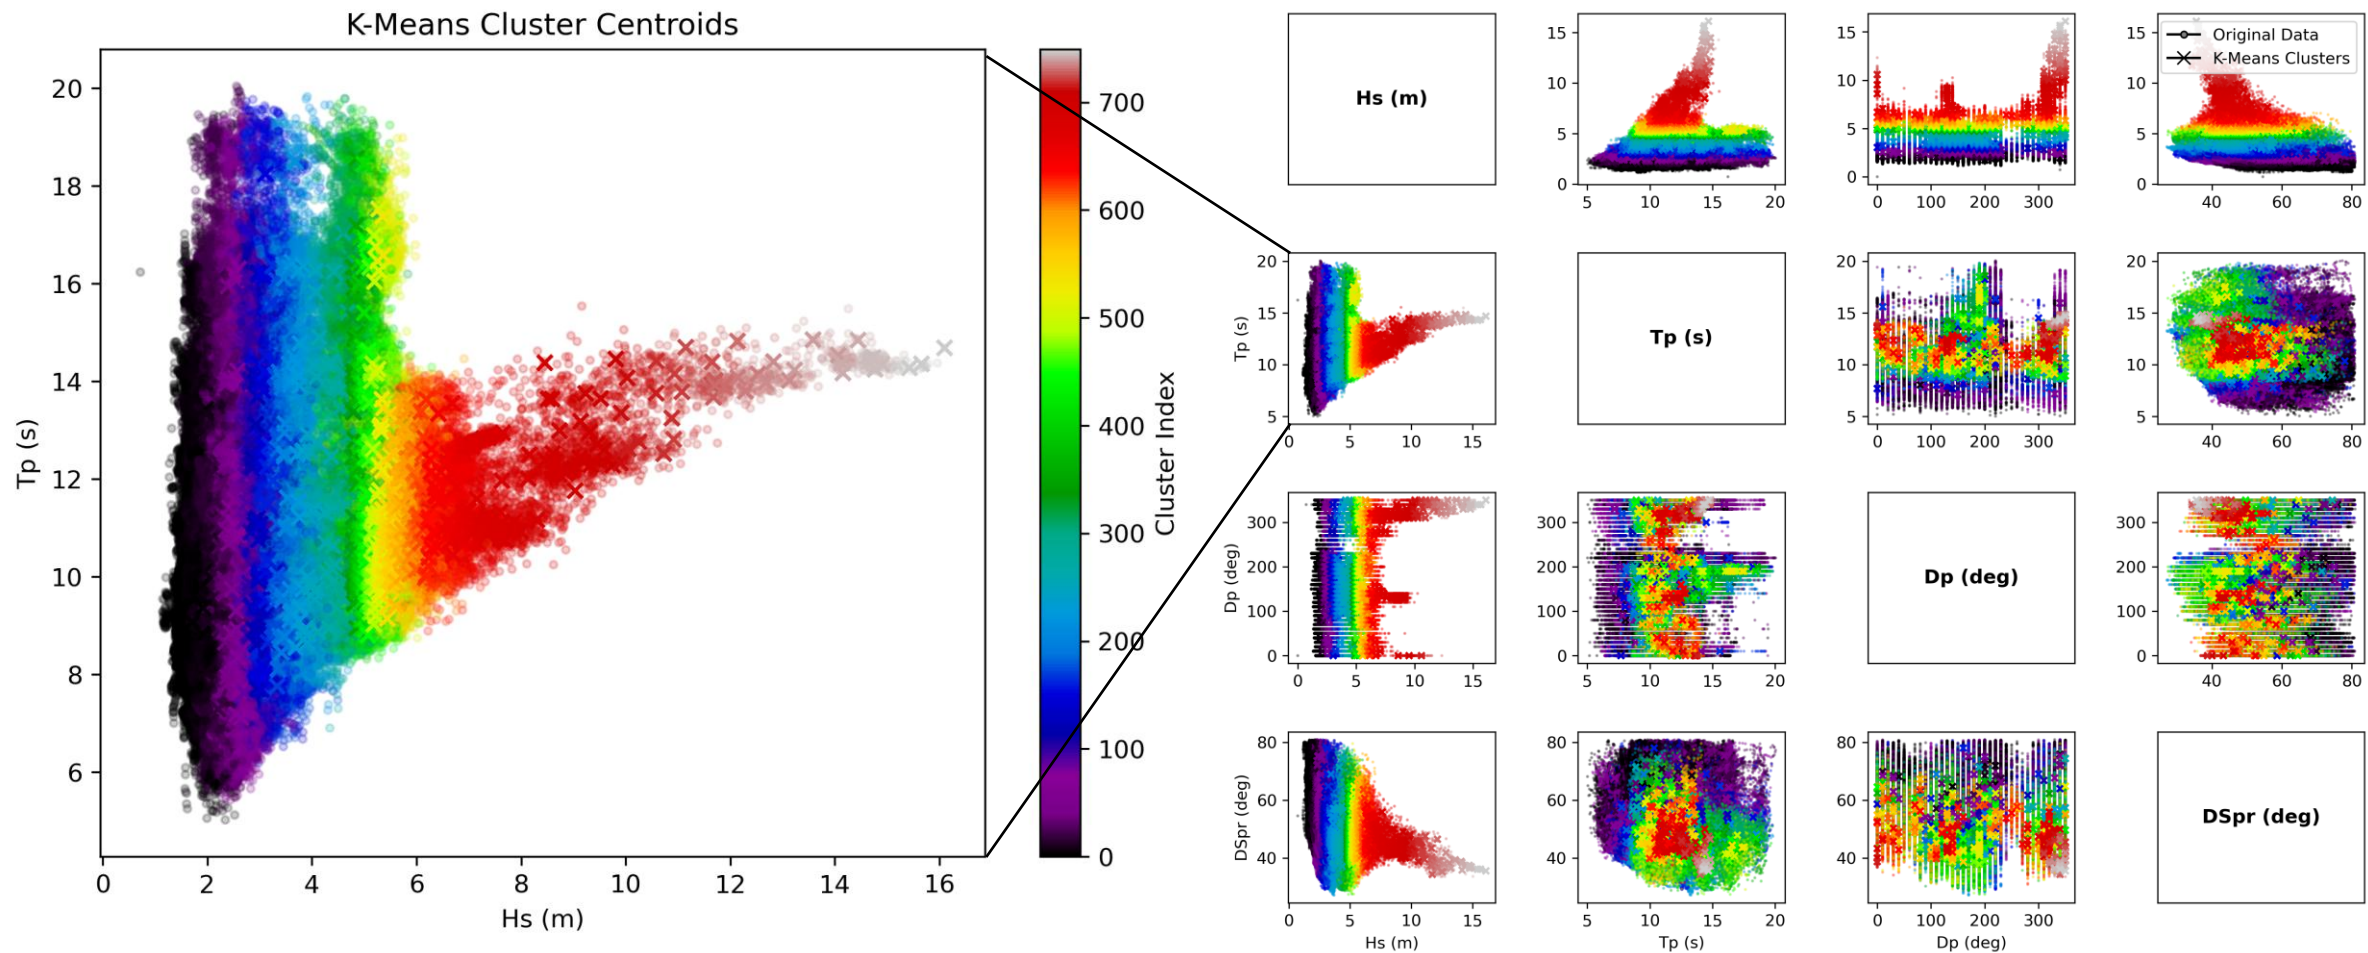 K-Means Cluster Centroids
20
18
16
14
12
10
8
6
Tp (s)
0 2 4 6 8 10 12 14 16
Hs (m)
700
600
500
400
300
200
100
0
Cluster Index
Hs (m)
15
10
5
0
5 10 15 20
15
10
5
0
0 100 200 300
15
10
5
0
40 60 80
Original Data
K-Means Clusters
Tp (s)
20
15
10
5
0 5 10 15
Tp (s)
20
15
10
5
0 100 200 300
20
15
10
5
40 60 80
Dp (deg)
300
200
100
0
0 5 10 15
300
200
100
0
5 10 15 20
Dp (deg)
300
200
100
0
40 60 80
DSpr (deg)
80
60
40
0 5 10 15
Hs (m)
80
60
40
5 10 15 20
Tp (s)
80
60
40
0 100 200 300
Dp (deg)
DSpr (deg)